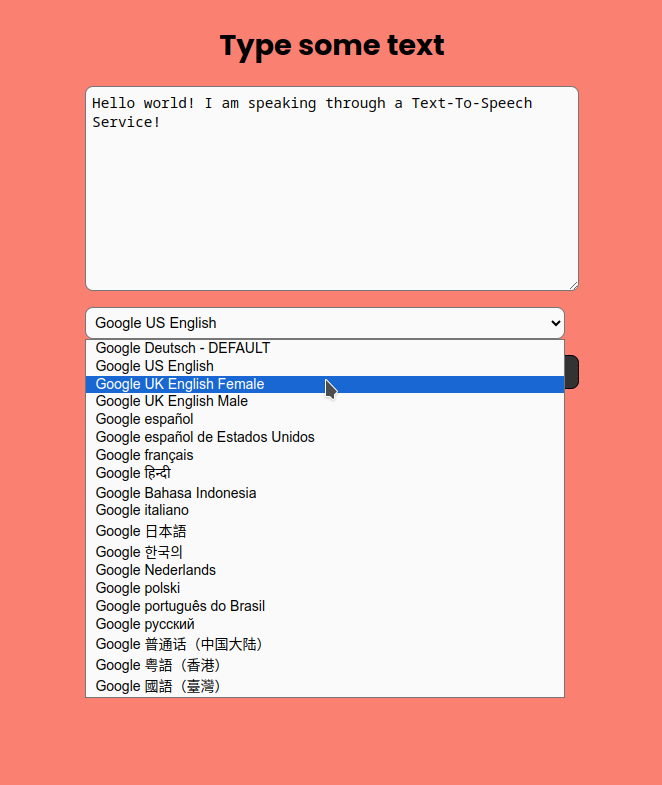 Type some text
Hello world! I am speaking through a Text-To-Speech
Service!
Google US English
Google Deutsch - DEFAULT
Google US English
Google UK English Female
Google UK English Male
Google español
Google español de Estados Unidos
Google français
Google हिन्दी
Google Bahasa Indonesia
Google italiano
Google 日本語
Google 한국의
Google Nederlands
Google polski
Google português do Brasil
Google русский
Google 普通话（中国大陆）
Google 粤語（香港）
Google 國語（臺灣）